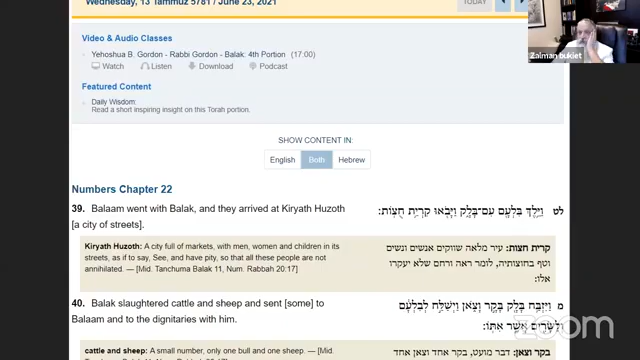 Wednesday, 13 Tammuz 5781 / June 23, 2021
TODAY
Video & Audio Classes
Yehoshua B. Gordon - Rabbi Gordon - Balak: 4th Portion (17:00)
Watch Listen Download Podcast
Featured Content
Daily Wisdom:
Read a short inspiring insight on this Torah portion.
Zalman bukjet
SHOW CONTENT IN:
English Both Hebrew
Numbers Chapter 22
39. Balaam went with Balak, and they arrived at Kiryath Huzoth
[a city of streets].
לט וַיֵּ֥לֶךְ בִּלְעָ֖ם עִם־בָּלָ֑ק וַיָּבֹ֖אוּ קִרְיַ֥ת חֻצֽוֹת:
Kiryath Huzoth: A city full of markets, with men, women and children in its
streets, as if to say, See, and have pity, so that all these people are not
annihilated. — [Mid. Tanchuma Balak 11, Num. Rabbah 20:17]
קרית חצות: עיר מלאה שווקים אנשים ונשים
וטף בחוצותיה, לומר ראה ורחם שלא יעקרו
אלו:
40. Balak slaughtered cattle and sheep and sent [some] to
Balaam and to the dignitaries with him.
מ וַיִּזְבַּ֥ח בָּלָ֖ק בָּקָ֣ר וָצֹ֑אן וַיְשַׁלַּ֣ח לְבִלְעָ֔ם
וְלַשָּׂרִ֖ים אֲשֶׁ֥ר אִתּֽוֹ:
zoom
cattle and sheep: A small number, only one bull and one sheep. — [Mid.
בקר וצאן: דבר מועט, בקר אחד וצאן אחד